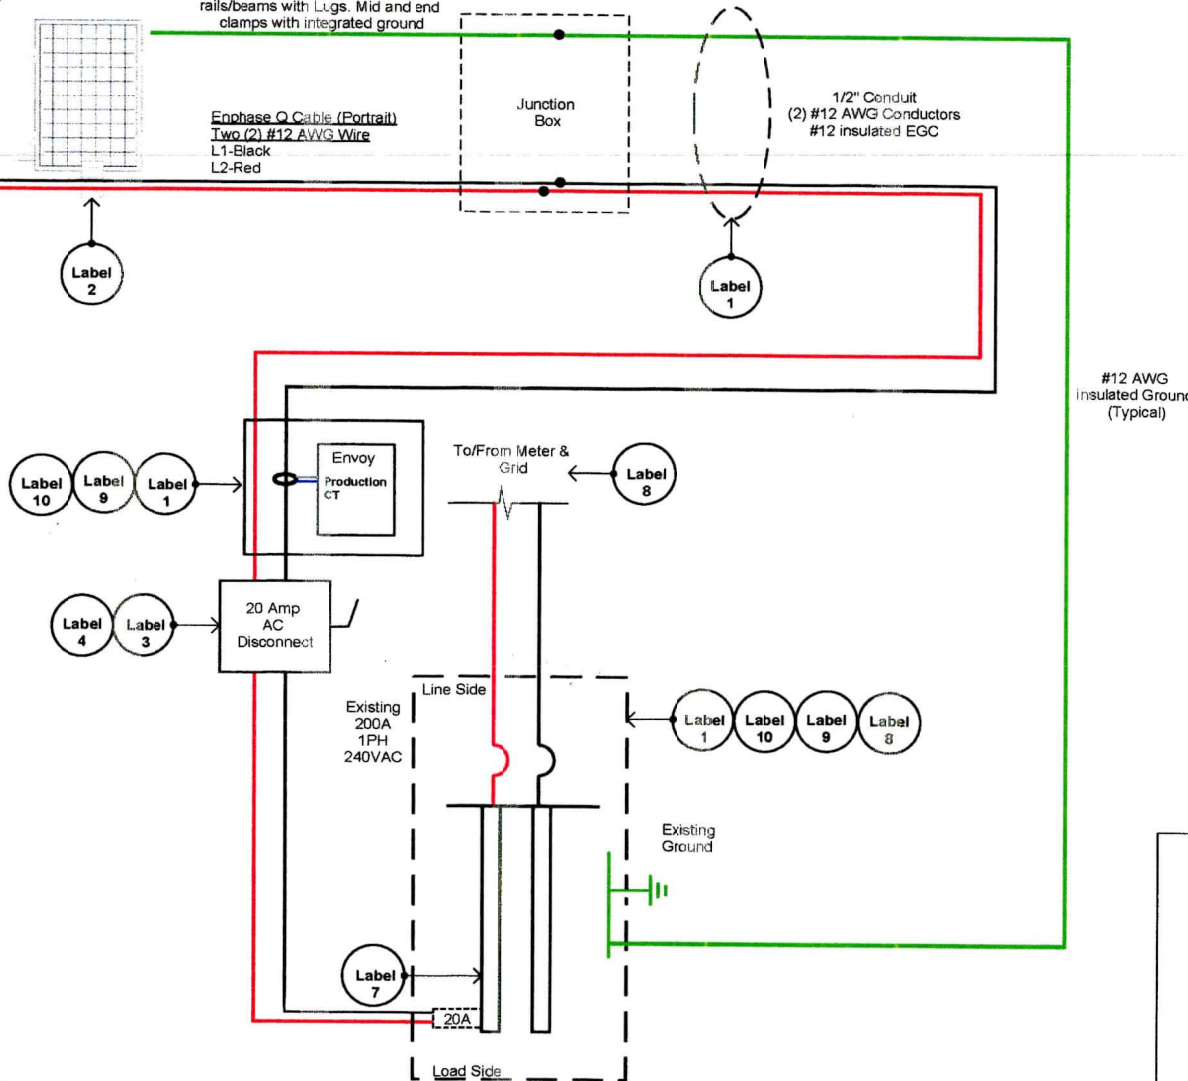 rails/beams with Lugs. Mid and end
clamps with integrated ground
Enphase Q Cable (Portrait)
Two (2) #12 AWG Wire
L1-Black
L2-Red
Junction
Box
1/2" Conduit
(2) #12 AWG Conductors
#12 insulated EGC
Label
2
Label
1
#12 AWG
insulated Ground
(Typical)
Label
10
Label
9
Label
1
Envoy
Production
CT
To/From Meter &
Grid
Label
8
Label
4
Label
3
20 Amp
AC
Disconnect
Existing
200A
1PH
240VAC
Line Side
Label
1
Label
10
Label
9
Label
8
Existing
Ground
Label
7
20A
Load Side